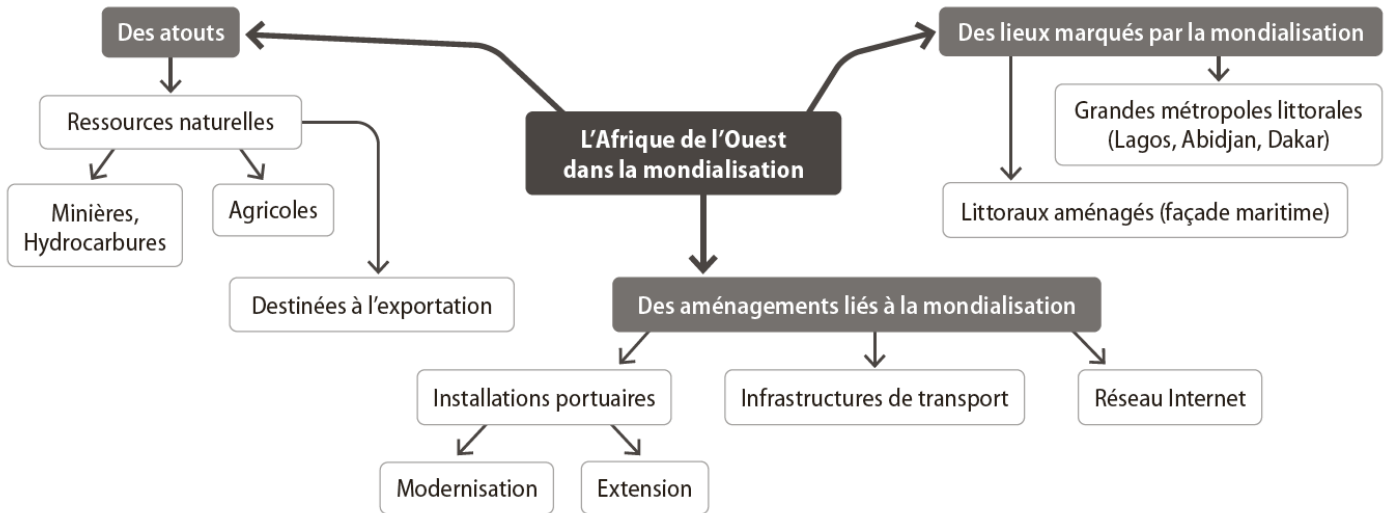 Des atouts
Des lieux marqués par la mondialisation
Ressources naturelles
Grandes métropoles littorales
(Lagos, Abidjan, Dakar)
L’Afrique de l’Ouest
dans la mondialisation
Minières,
Hydrocarbures
Agricoles
Littoraux aménagés (façade maritime)
Destinées à l’exportation
Des aménagements liés à la mondialisation
Installations portuaires
Infrastructures de transport
Réseau Internet
Modernisation
Extension